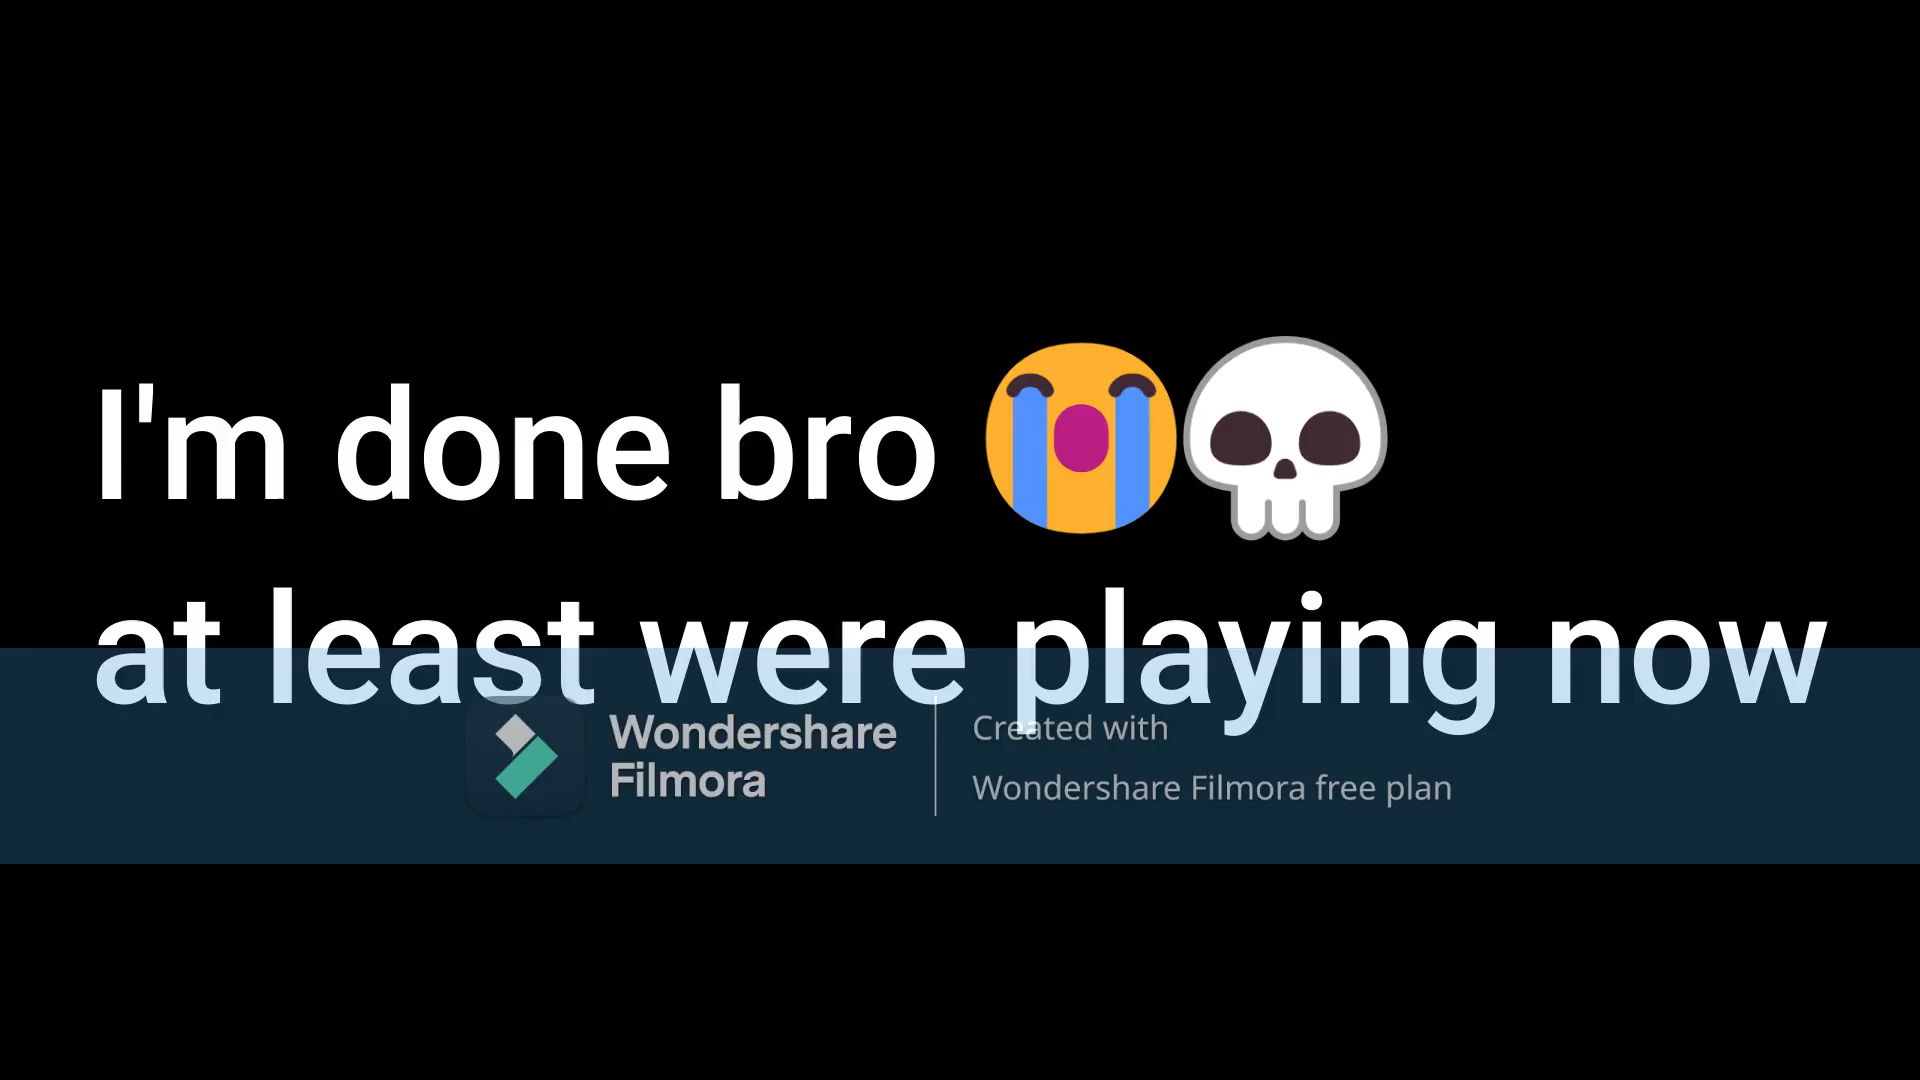 I'm done bro 😭💀
at least were playing now
Wondershare
Filmora
Created with
Wondershare Filmora free plan